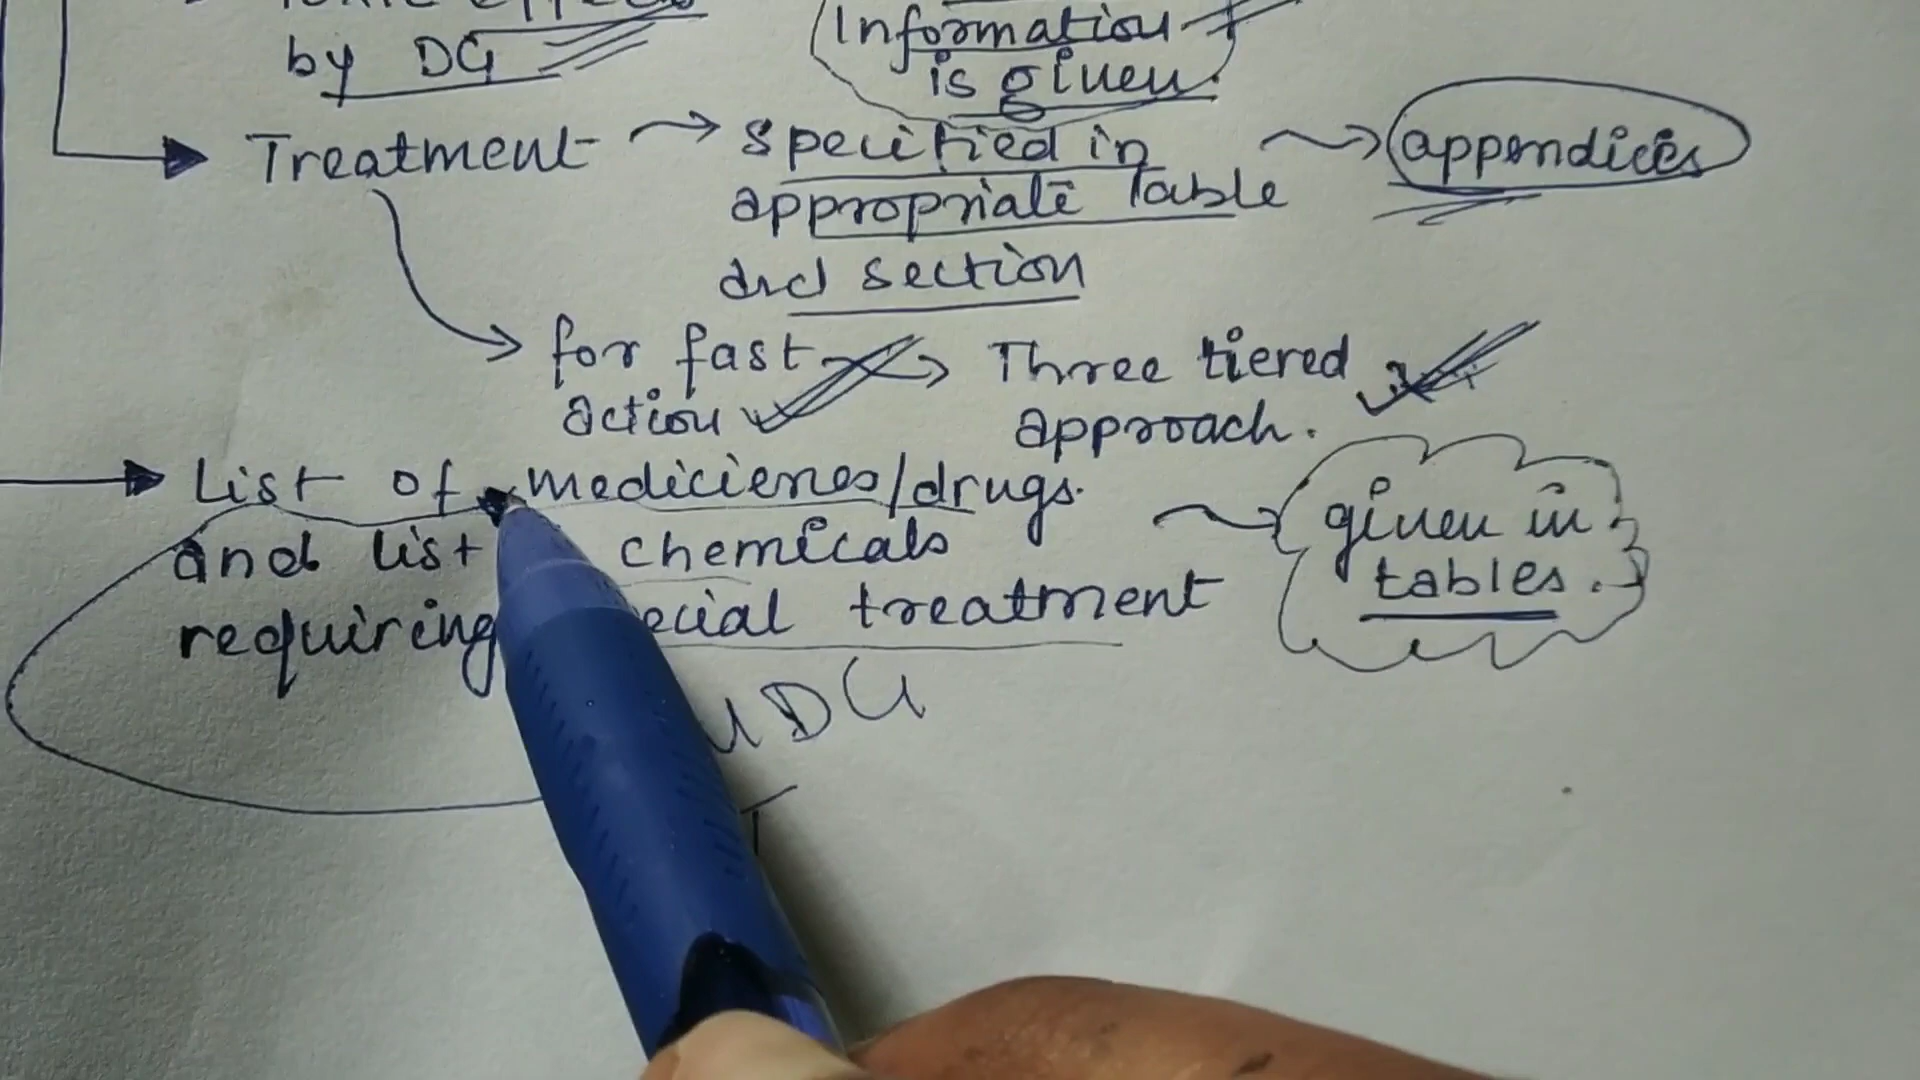 by DG
Information
is given.
Treatment
specified in
appropriate Table
and section
appendices
for fast
action
Three tiered
approach.
List of medicienes/drugs.
and list chemicals
requiring treatment
given in
tables.